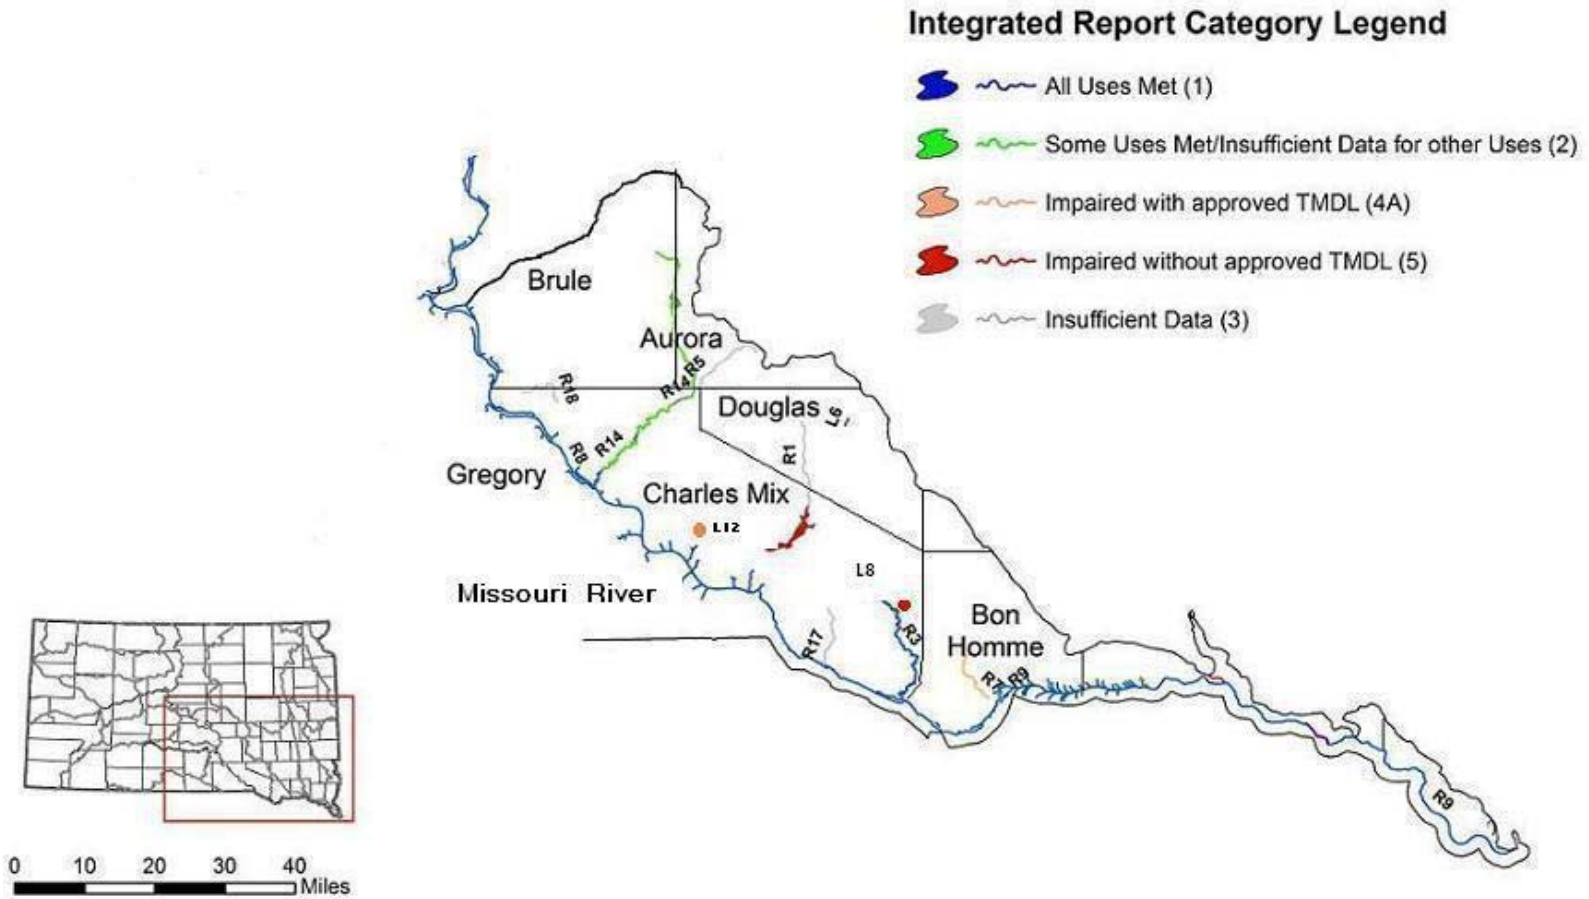 Integrated Report Category Legend
All Uses Met (1)
Some Uses Met/Insufficient Data for other Uses (2)
Impaired with approved TMDL (4A)
Impaired without approved TMDL (5)
Insufficient Data (3)
Brule
Aurora
R5
R14
R18
Douglas
L6
R14
R8
R1
Gregory
Charles Mix
L12
L8
Missouri River
Bon
Homme
R3
R17
R7
R9
R9
0 10 20 30 40
Miles